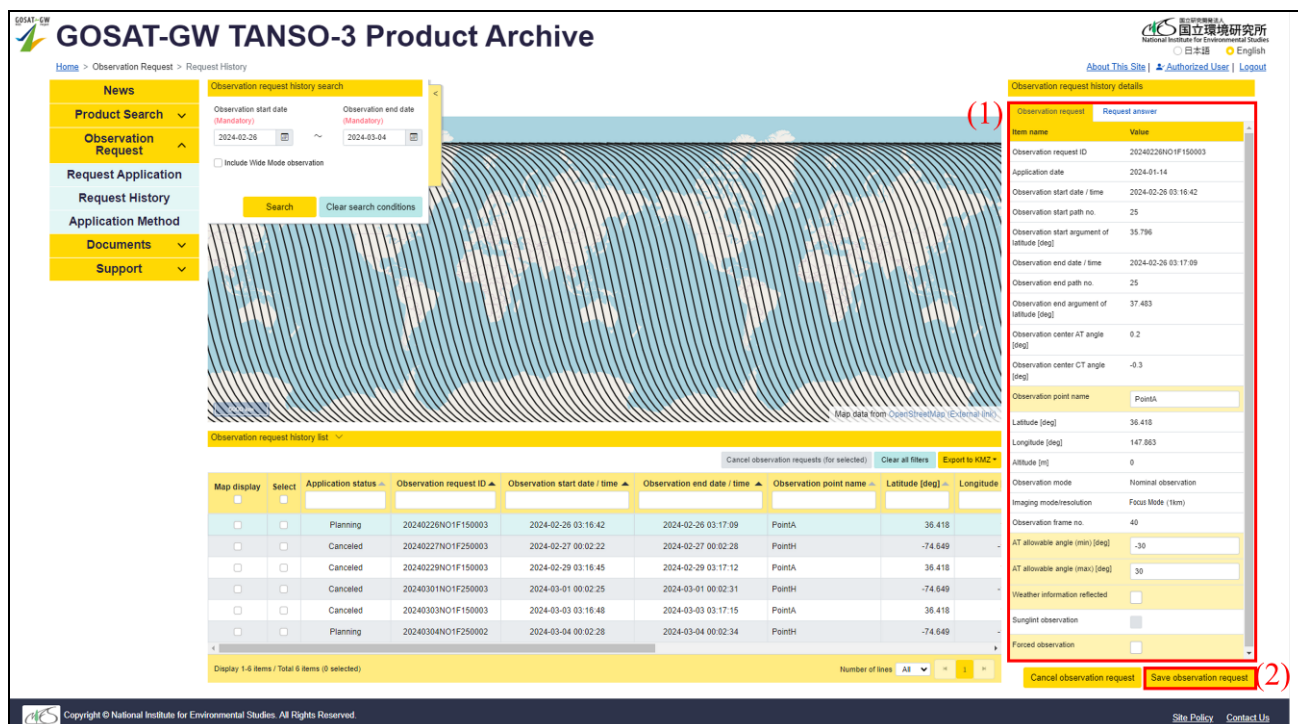 GOSAT-GW
GOSAT-GW TANSO-3 Product Archive
国立研究開発法人
国立環境研究所
National Institute for Environmental Studies
日本語 English
Home > Observation Request > Request History
About This Site | Authorized User | Logout
News
Product Search
Observation Request
Request Application
Request History
Application Method
Documents
Support
Observation request history search
<
Observation start date
(Mandatory)
Observation end date
(Mandatory)
2024-02-26 ~ 2024-03-04
Include Wide Mode observation
Search Clear search conditions
Map data from OpenStreetMap (External link)
Observation request history list
Cancel observation requests (for selected) Clear all filters Export to KMZ
Map display Select Application status Observation request ID Observation start date / time Observation end date / time Observation point name Latitude [deg] Longitude
Planning 20240226NO1F150003 2024-02-26 03:16:42 2024-02-26 03:17:09 PointA 36.418
Canceled 20240227NO1F250003 2024-02-27 00:02:22 2024-02-27 00:02:28 PointH -74.649 -
Canceled 20240229NO1F150003 2024-02-29 03:16:45 2024-02-29 03:17:12 PointA 36.418
Canceled 20240301NO1F250003 2024-03-01 00:02:25 2024-03-01 00:02:31 PointH -74.649 -
Canceled 20240303NO1F150003 2024-03-03 03:16:48 2024-03-03 03:17:15 PointA 36.418
Planning 20240304NO1F250002 2024-03-04 00:02:28 2024-03-04 00:02:34 PointH -74.649 -
Display 1-6 items / Total 6 items (0 selected)
Number of lines All « 1 »
Observation request history details
(1)
Observation request Request answer
Item name Value
Observation request ID 20240226NO1F150003
Application date 2024-01-14
Observation start date / time 2024-02-26 03:16:42
Observation start path no. 25
Observation start argument of latitude [deg] 35.796
Observation end date / time 2024-02-26 03:17:09
Observation end path no. 25
Observation end argument of latitude [deg] 37.483
Observation center AT angle [deg] 0.2
Observation center CT angle [deg] -0.3
Observation point name PointA
Latitude [deg] 36.418
Longitude [deg] 147.863
Altitude [m] 0
Observation mode Nominal observation
Imaging mode/resolution Focus Mode (1km)
Observation frame no. 40
AT allowable angle (min) [deg] -30
AT allowable angle (max) [deg] 30
Weather information reflected
Sunglint observation
Forced observation
Cancel observation request Save observation request
(2)
Copyright © National Institute for Environmental Studies. All Rights Reserved.
Site Policy Contact Us